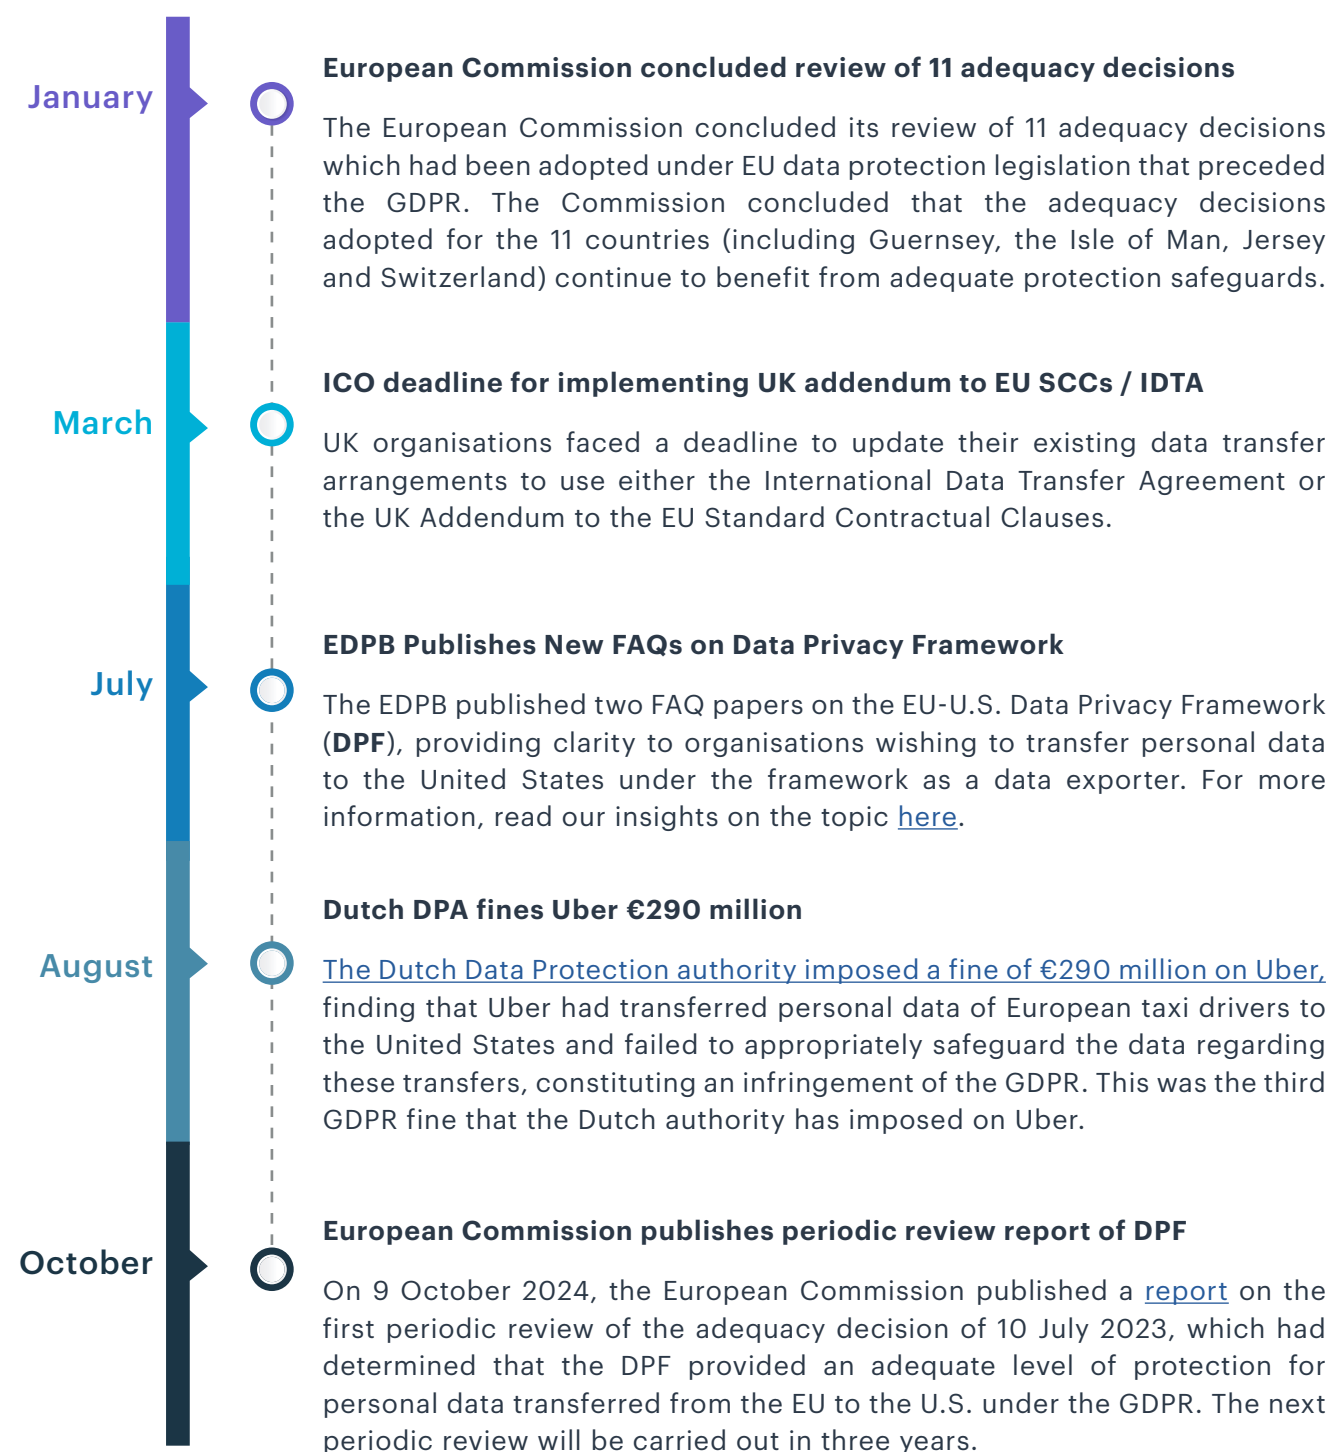 January
European Commission concluded review of 11 adequacy decisions
The European Commission concluded its review of 11 adequacy decisions
which had been adopted under EU data protection legislation that preceded
the GDPR. The Commission concluded that the adequacy decisions
adopted for the 11 countries (including Guernsey, the Isle of Man, Jersey
and Switzerland) continue to benefit from adequate protection safeguards.
March
ICO deadline for implementing UK addendum to EU SCCs / IDTA
UK organisations faced a deadline to update their existing data transfer
arrangements to use either the International Data Transfer Agreement or
the UK Addendum to the EU Standard Contractual Clauses.
July
EDPB Publishes New FAQs on Data Privacy Framework
The EDPB published two FAQ papers on the EU-U.S. Data Privacy Framework
(DPF), providing clarity to organisations wishing to transfer personal data
to the United States under the framework as a data exporter. For more
information, read our insights on the topic here.
August
Dutch DPA fines Uber €290 million
The Dutch Data Protection authority imposed a fine of €290 million on Uber,
finding that Uber had transferred personal data of European taxi drivers to
the United States and failed to appropriately safeguard the data regarding
these transfers, constituting an infringement of the GDPR. This was the third
GDPR fine that the Dutch authority has imposed on Uber.
October
European Commission publishes periodic review report of DPF
On 9 October 2024, the European Commission published a report on the
first periodic review of the adequacy decision of 10 July 2023, which had
determined that the DPF provided an adequate level of protection for
personal data transferred from the EU to the U.S. under the GDPR. The next
periodic review will be carried out in three years.